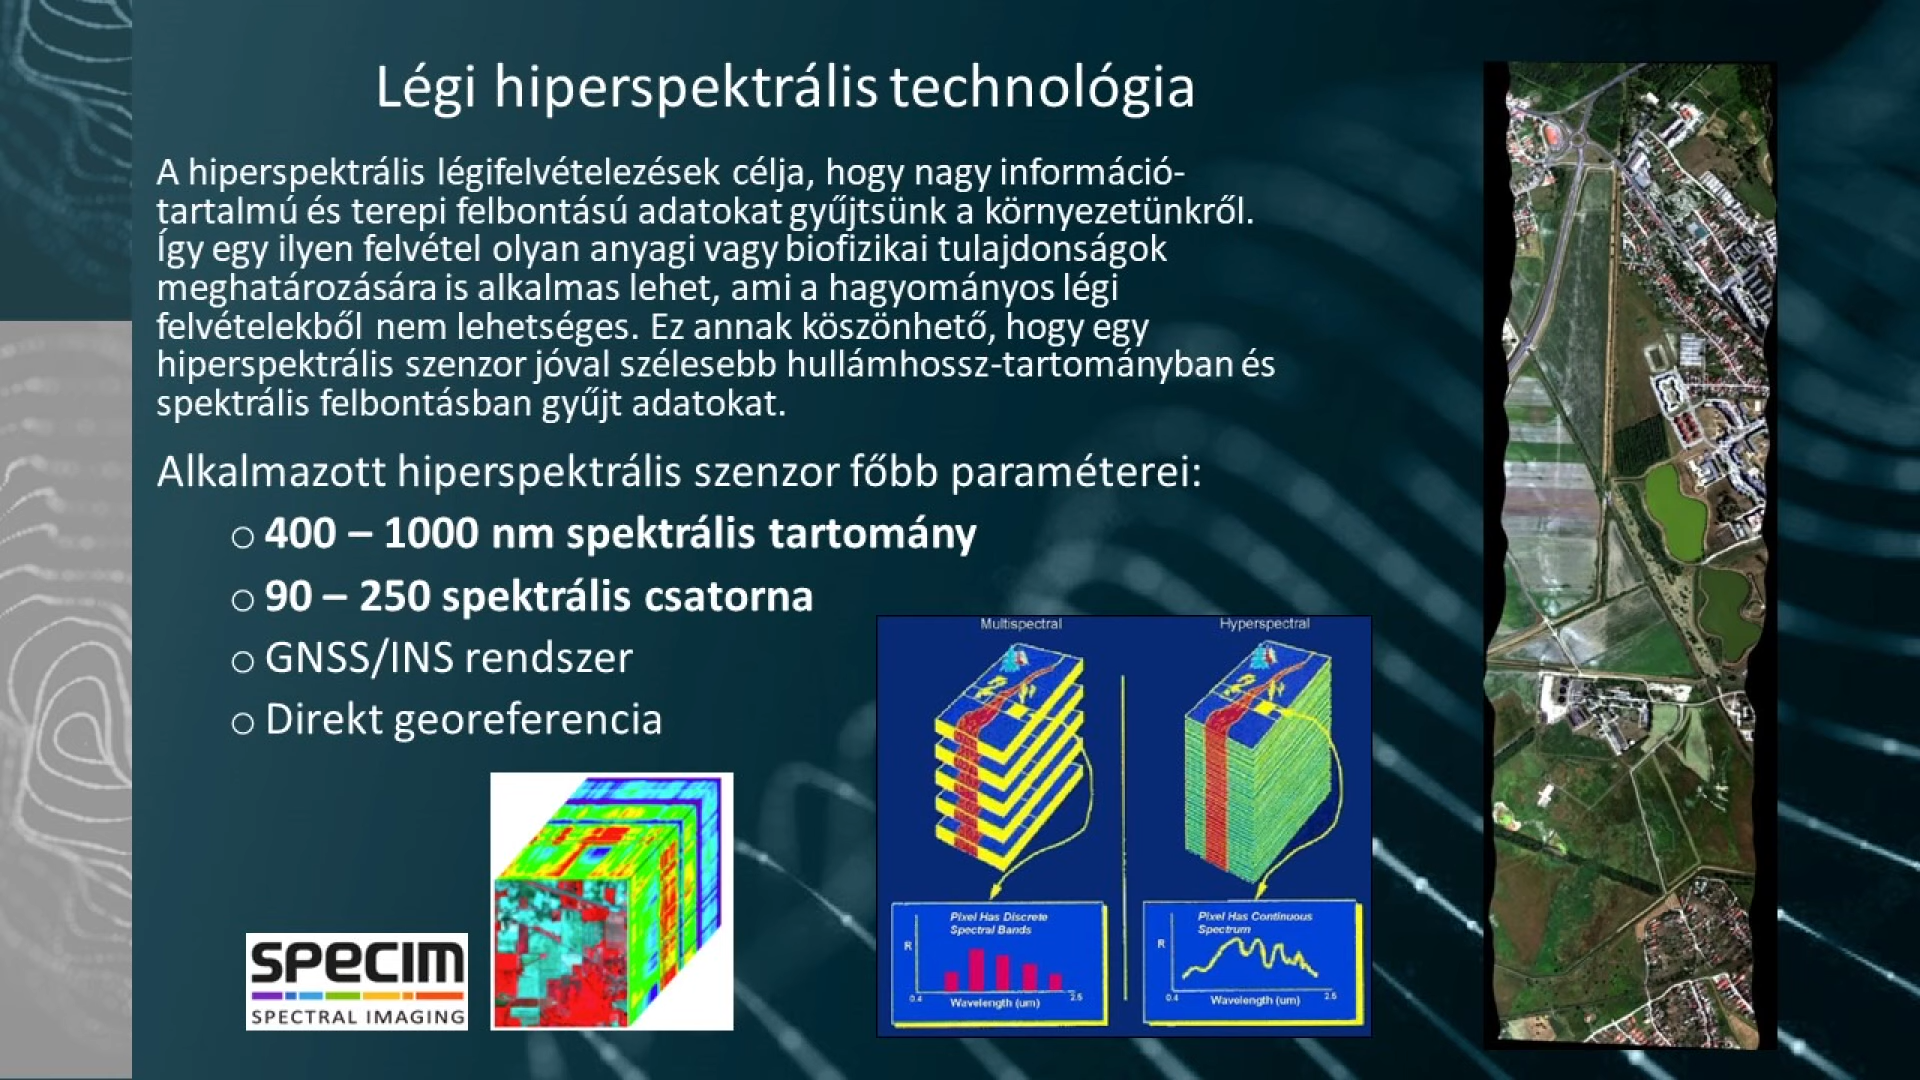 Légi hiperspektrális technológia
A hiperspektrális légifelvételezések célja, hogy nagy információ-
tartalmú és terepi felbontású adatokat gyűjtsünk a környezetünkről.
Így egy ilyen felvétel olyan anyagi vagy biofizikai tulajdonságok
meghatározására is alkalmas lehet, ami a hagyományos légi
felvételekből nem lehetséges. Ez annak köszönhető, hogy egy
hiperspektrális szenzor jóval szélesebb hullámhossz-tartományban és
spektrális felbontásban gyűjt adatokat.
Alkalmazott hiperspektrális szenzor főbb paraméterei:
o 400 – 1000 nm spektrális tartomány
o 90 – 250 spektrális csatorna
o GNSS/INS rendszer
o Direkt georeferencia
Multispectral
Hyperspectral
Pixel Has Discrete
Spectral Bands
R
0.4
Wavelength (um)
2.5
Pixel Has Continuous
Spectrum
R
0.4
Wavelength (um)
2.5
SPECIM
SPECTRAL IMAGING